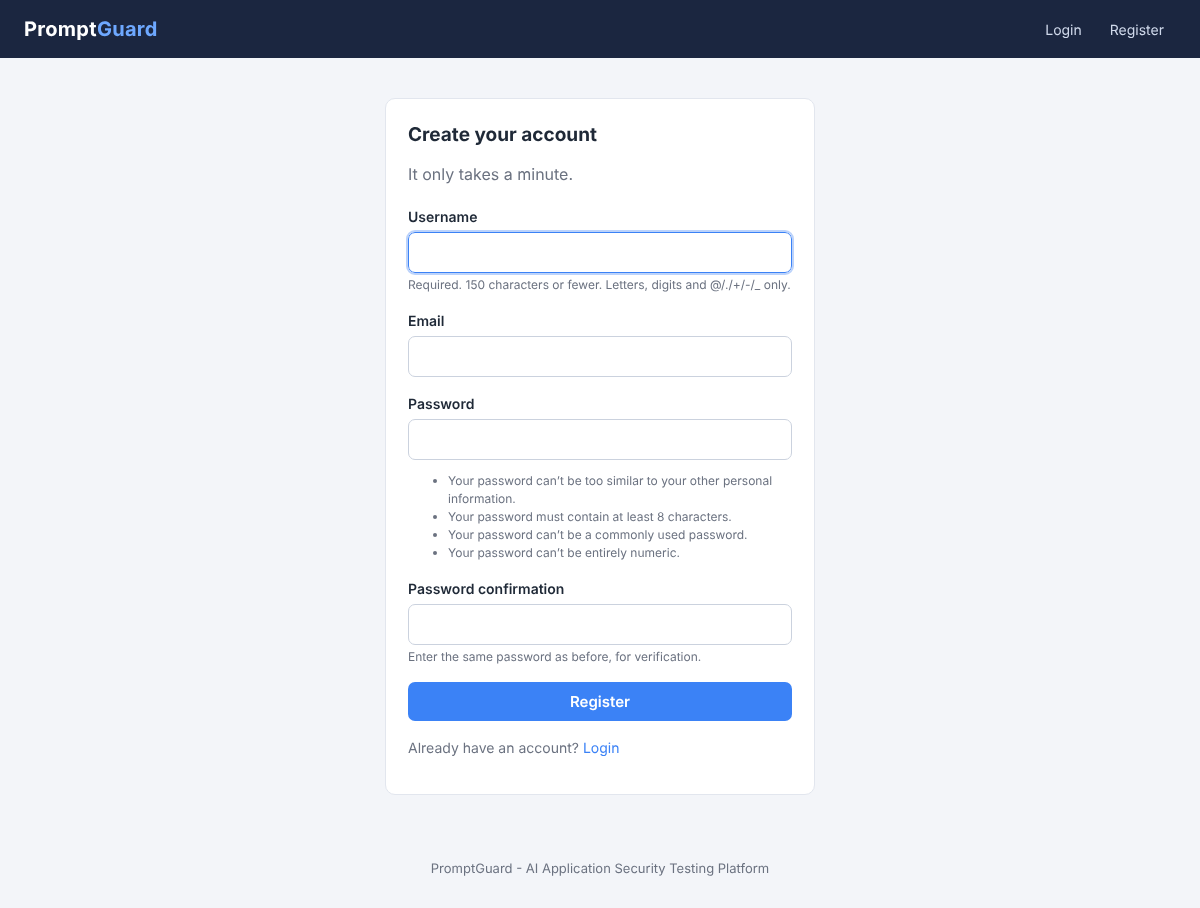 PromptGuard
Login
Register
Create your account
It only takes a minute.
Username
Required. 150 characters or fewer. Letters, digits and @/./+/-/_ only.
Email
Password
Your password can’t be too similar to your other personal
information.
Your password must contain at least 8 characters.
Your password can’t be a commonly used password.
Your password can’t be entirely numeric.
Password confirmation
Enter the same password as before, for verification.
Register
Already have an account? Login
PromptGuard - AI Application Security Testing Platform